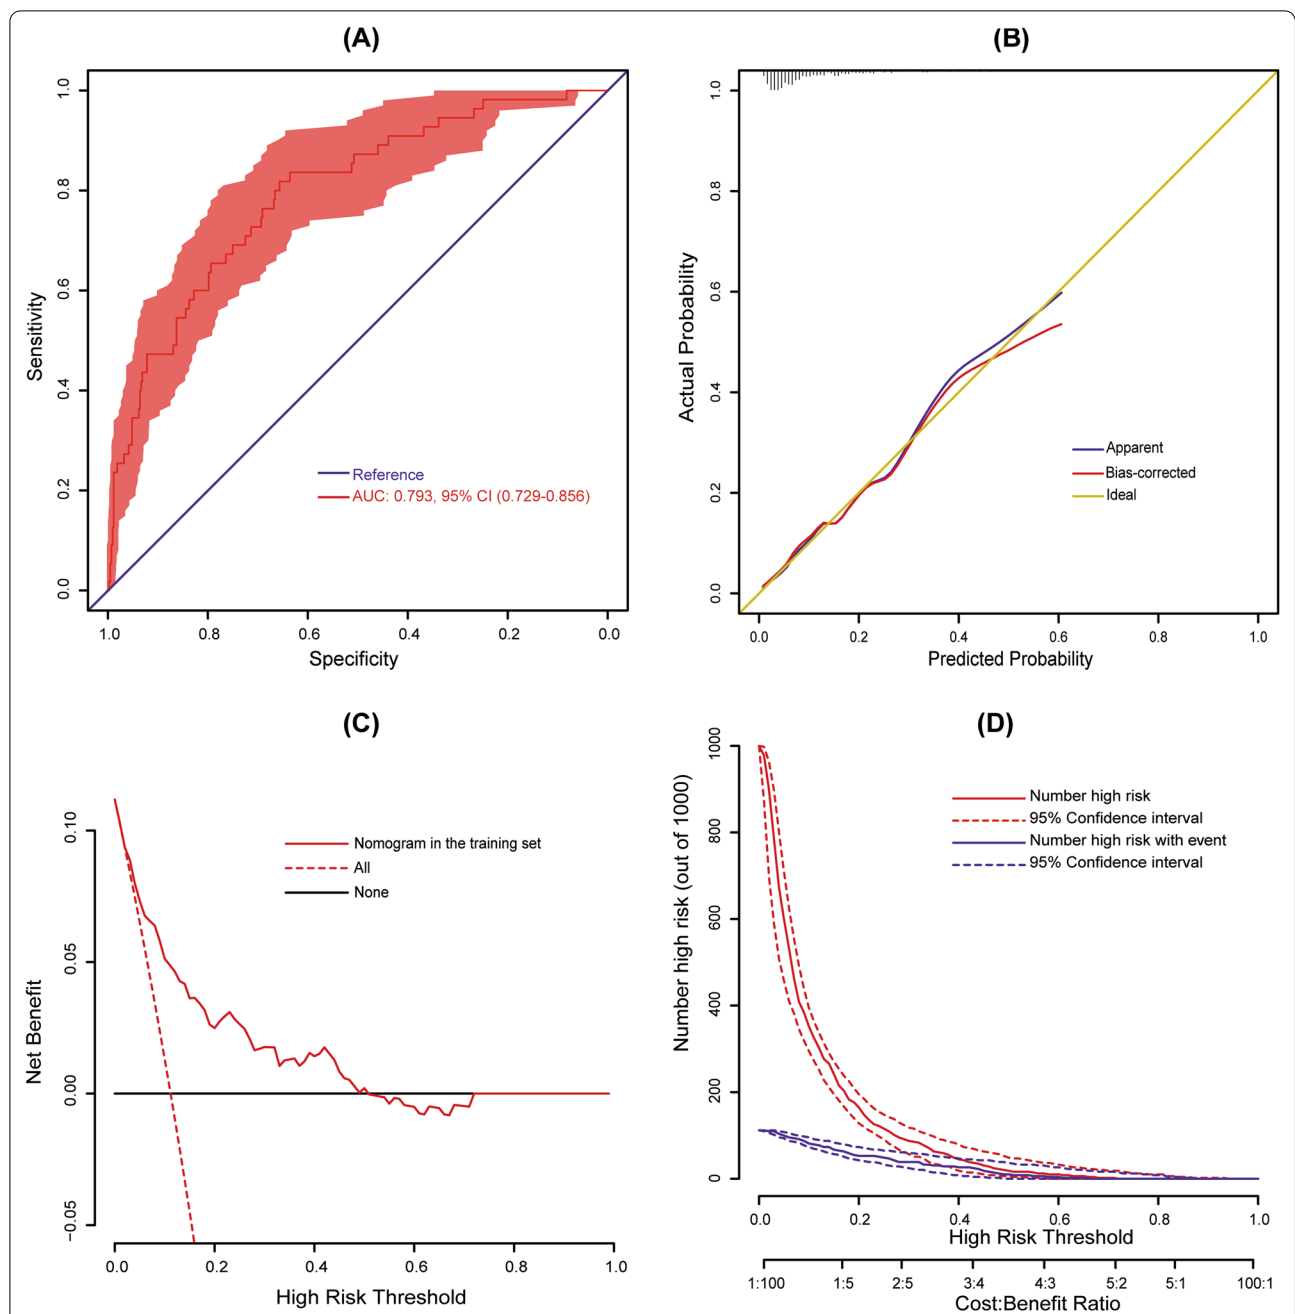 (A)
1.0
0.8
0.6
0.4
0.2
0.0
Sensitivity
Reference
AUC: 0.793, 95% CI (0.729-0.856)
1.0 0.8 0.6 0.4 0.2 0.0
Specificity
(B)
1.0
0.8
0.6
0.4
0.2
0.0
Actual Probability
Apparent
Bias-corrected
Ideal
0.0 0.2 0.4 0.6 0.8 1.0
Predicted Probability
(C)
0.10
0.05
0.00
−0.05
Net Benefit
Nomogram in the training set
All
None
0.0 0.2 0.4 0.6 0.8 1.0
High Risk Threshold
(D)
1000
800
600
400
200
0
Number high risk (out of 1000)
Number high risk
95% Confidence interval
Number high risk with event
95% Confidence interval
0.0 0.2 0.4 0.6 0.8 1.0
High Risk Threshold
1:100 1:5 2:5 3:4 4:3 5:2 5:1 100:1
Cost:Benefit Ratio